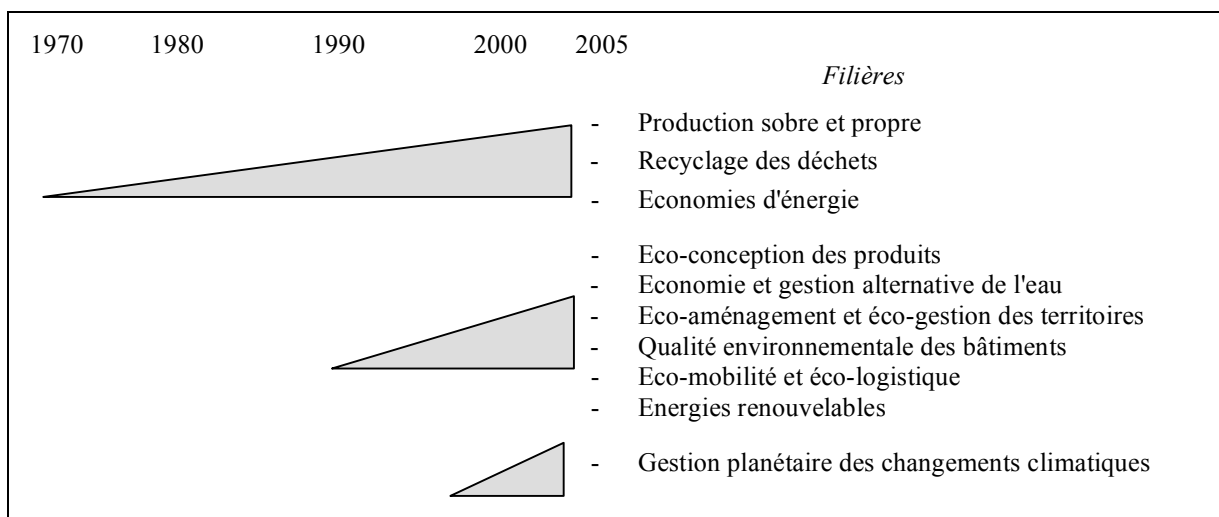 1970 1980 1990 2000 2005
Filières
- Production sobre et propre
- Recyclage des déchets
- Economies d'énergie
- Eco-conception des produits
- Economie et gestion alternative de l'eau
- Eco-aménagement et éco-gestion des territoires
- Qualité environnementale des bâtiments
- Eco-mobilité et éco-logistique
- Energies renouvelables
- Gestion planétaire des changements climatiques